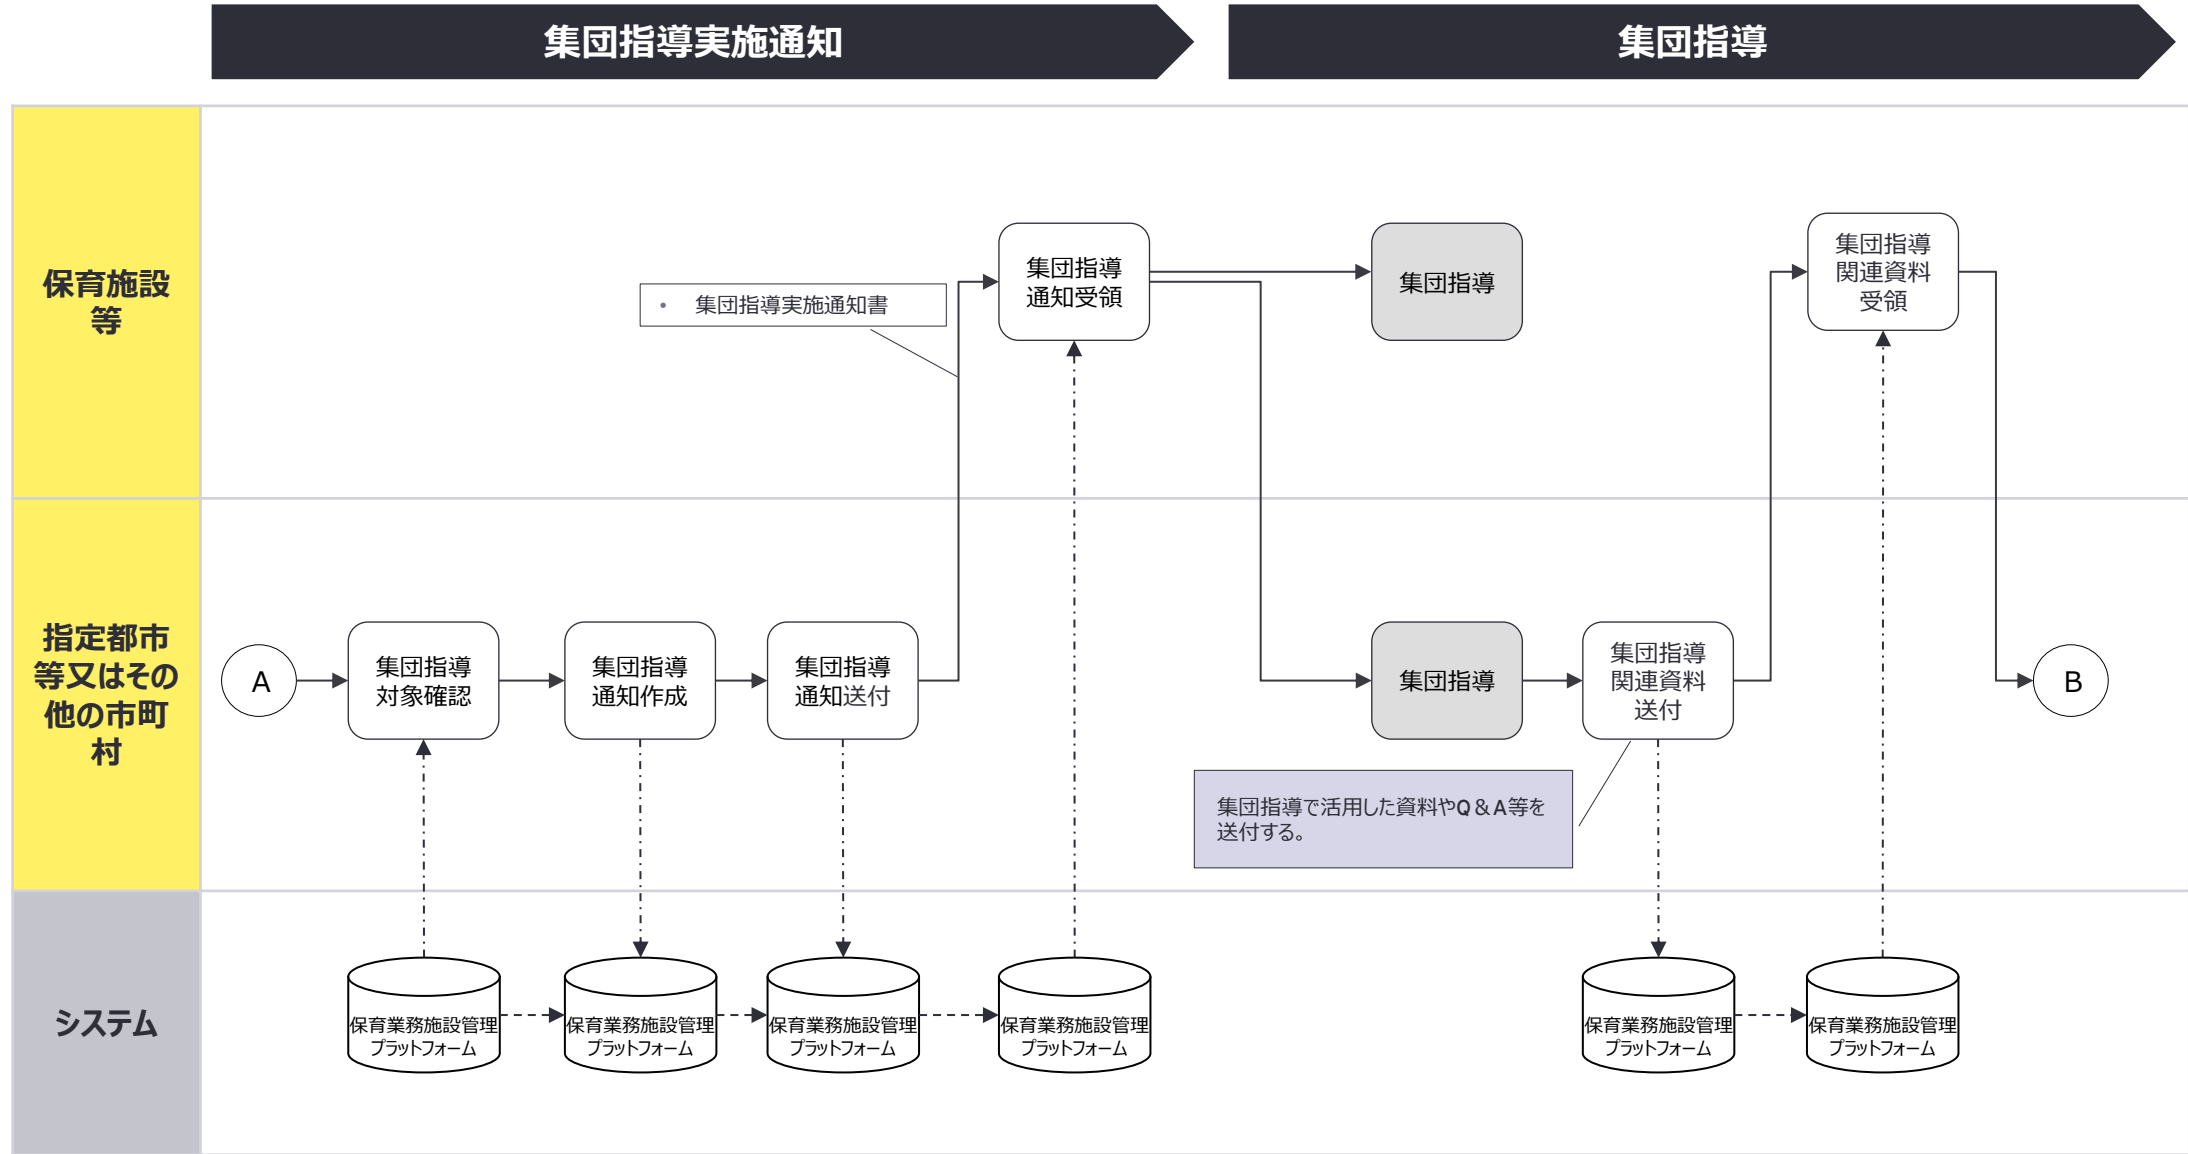 集団指導実施通知
集団指導
保育施設
等
集団指導実施通知書
集団指導
通知受領
集団指導
集団指導
関連資料
受領
指定都市
等又はその
他の市町
村
A
集団指導
対象確認
集団指導
通知作成
集団指導
通知送付
集団指導
集団指導
関連資料
送付
B
集団指導で活用した資料やQ&A等を
送付する。
システム
保育業務施設管理
プラットフォーム
保育業務施設管理
プラットフォーム
保育業務施設管理
プラットフォーム
保育業務施設管理
プラットフォーム
保育業務施設管理
プラットフォーム
保育業務施設管理
プラットフォーム